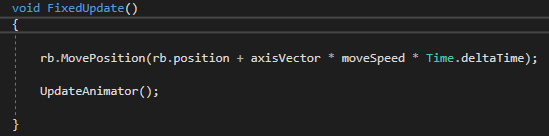 void FixedUpdate()
{
rb.MovePosition(rb.position + axisVector * moveSpeed * Time.deltaTime);
UpdateAnimator();
}